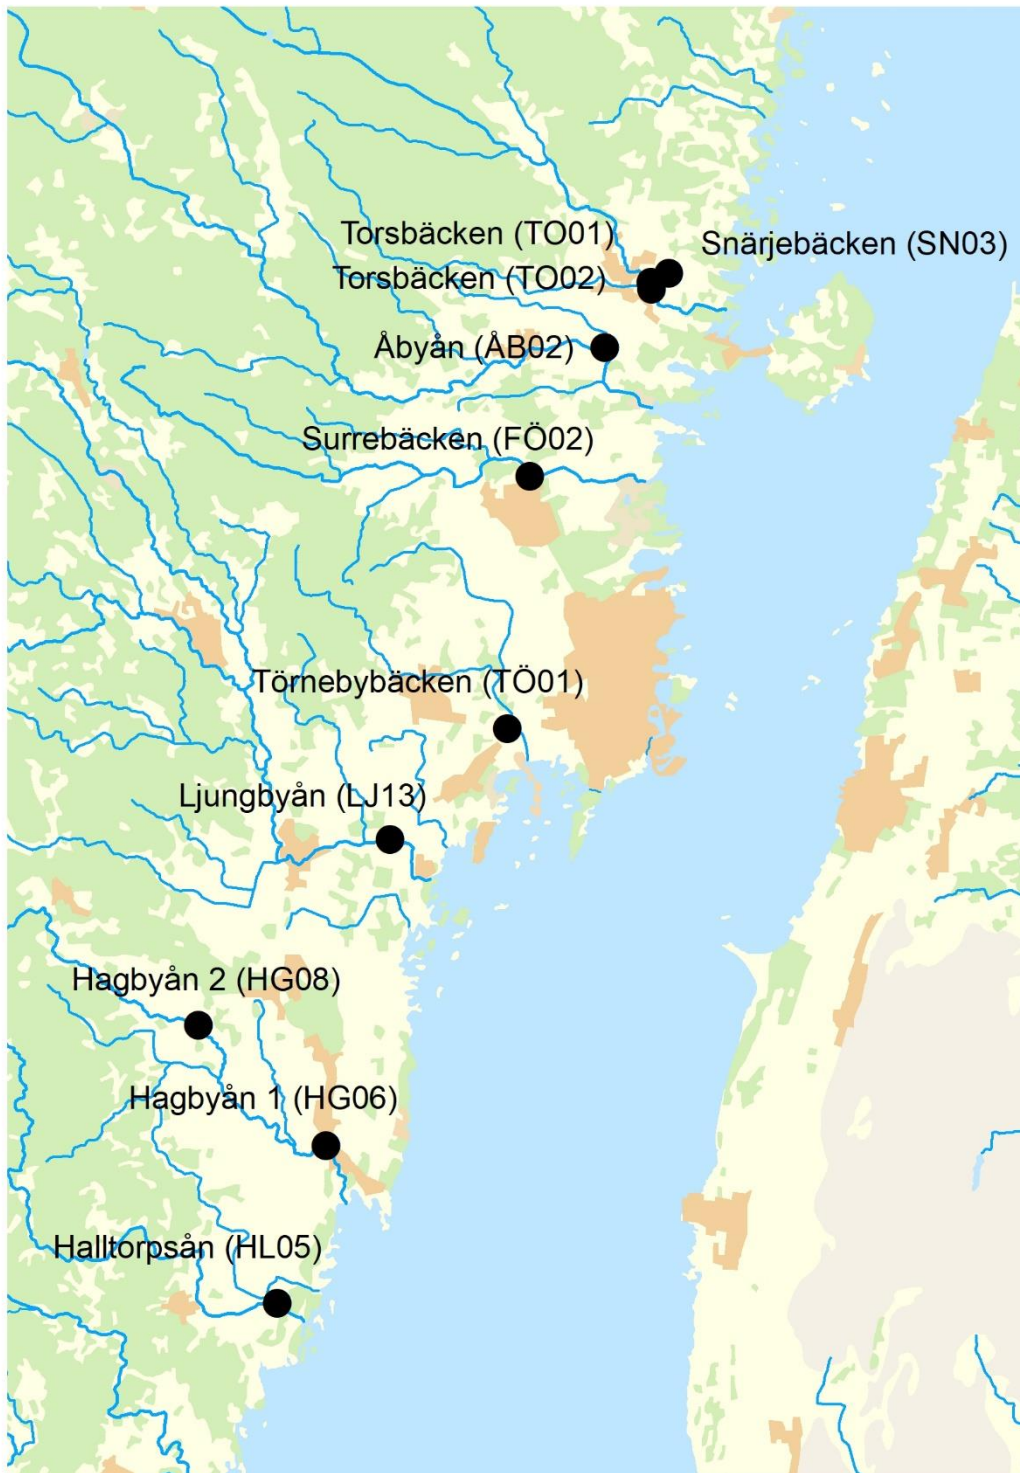 Torsbäcken (TO01)
Snärjebäcken (SN03)
Torsbäcken (TO02)
Åbyån (ÅB02)
Surrebäcken (FÖ02)
Törnebybäcken (TÖ01)
Ljungbyån (LJ13)
Hagbyån 2 (HG08)
Hagbyån 1 (HG06)
Halltorpsån (HL05)